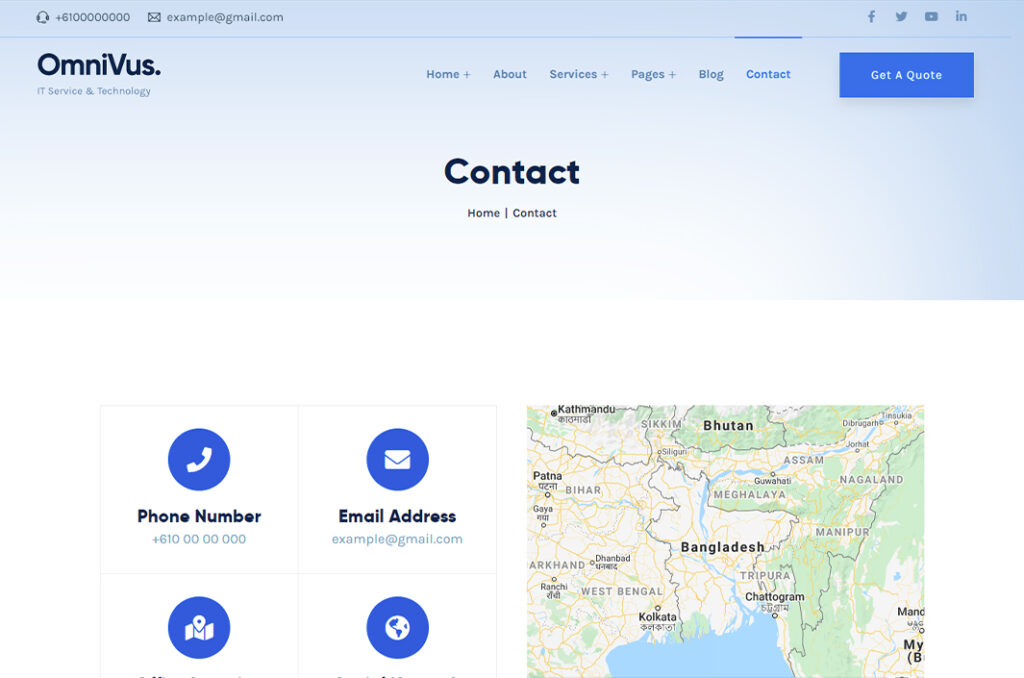 +6100000000 example@gmail.com
OmniVus.
IT Service & Technology
Home + About Services + Pages + Blog Contact Get A Quote
Contact
Home | Contact
Phone Number
+610 00 00 000
Email Address
example@gmail.com
Kathmandu
काठमाडौं
SIKKIM
Bhutan
Dibrugarh
Tinsukia
Siliguri
Jorhat
ASSAM
Patna
पटना
BIHAR
Guwahati
NAGALAND
MEGHALAYA
Gaya
गया
MANIPUR
Bangladesh
Dhanbad
धनबाद
ARKHAND
TRIPURA
Ranchi
राँची
WEST BENGAL
Chattogram
চট্টগ্রাম
Kolkata
কলকাতা
Mand
My
(B